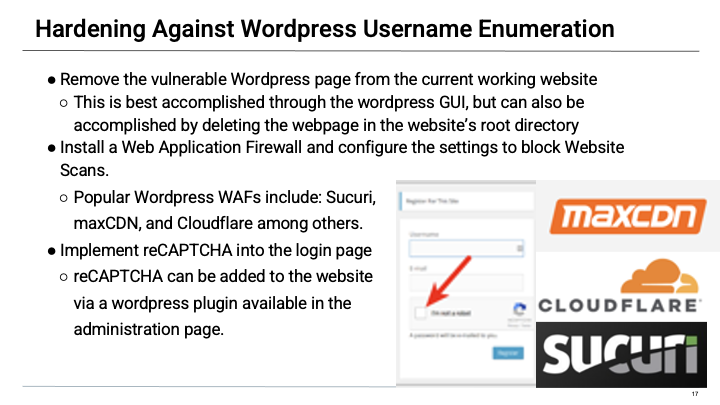 Hardening Against Wordpress Username Enumeration
● Remove the vulnerable Wordpress page from the current working website
○ This is best accomplished through the wordpress GUI, but can also be
accomplished by deleting the webpage in the website's root directory
● Install a Web Application Firewall and configure the settings to block Website
Scans.
○ Popular Wordpress WAFs include: Sucuri,
maxCDN, and Cloudflare among others.
● Implement reCAPTCHA into the login page
○ reCAPTCHA can be added to the website
via a wordpress plugin available in the
administration page.
Register For This Site
Username
E-mail
I'm not a robot
A password will be e-mailed to you.
Register
maxcdn
CLOUDFLARE
sucuri
17